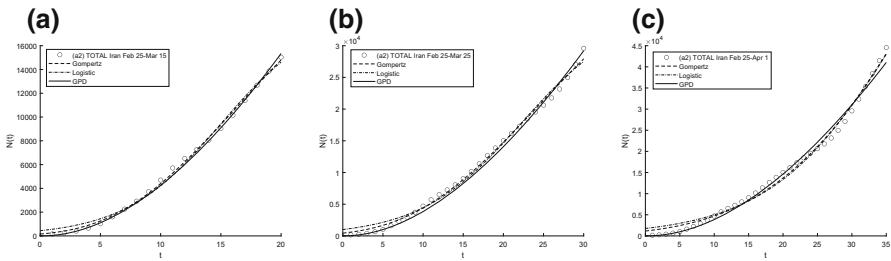 (a)
16000
14000
12000
10000
8000
6000
4000
2000
0
N(t)
(a2) TOTAL Iran Feb 25-Mar 15
Gompertz
Logistic
GPD
0 5 10 15 20
t
(b)
3 ×10^4
2.5
2
1.5
1
0.5
0
N(t)
(a2) TOTAL Iran Feb 25-Mar 25
Gompertz
Logistic
GPD
0 5 10 15 20 25 30
t
(c)
×10^4
4.5
4
3.5
3
2.5
2
1.5
1
0.5
0
N(t)
(a2) TOTAL Iran Feb 25-Apr 1
Gompertz
Logistic
GPD
0 5 10 15 20 25 30 35
t